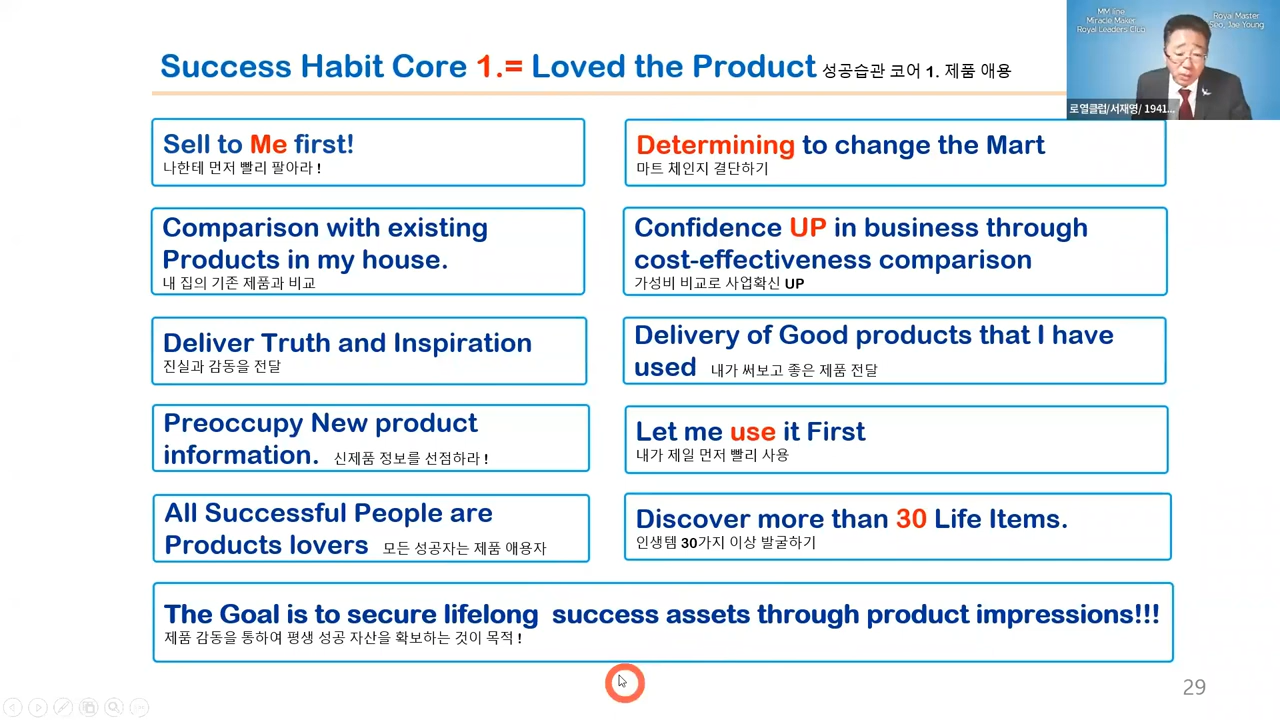 Success Habit Core 1.= Loved the Product 성공습관 코어 1. 제품 애용
MM line
Miracle Maker
Royal Leaders Club
Royal Master
Seo, Jae Young
로열클럽/서재영/ 1941...
Sell to Me first!
나한테 먼저 빨리 팔아라 !
Determining to change the Mart
마트 체인지 결단하기
Comparison with existing
Products in my house.
내 집의 기존 제품과 비교
Confidence UP in business through
cost-effectiveness comparison
가성비 비교로 사업확신 UP
Deliver Truth and Inspiration
진실과 감동을 전달
Delivery of Good products that I have
used 내가 써보고 좋은 제품 전달
Preoccupy New product
information. 신제품 정보를 선점하라 !
Let me use it First
내가 제일 먼저 빨리 사용
All Successful People are
Products lovers 모든 성공자는 제품 애용자
Discover more than 30 Life Items.
인생템 30가지 이상 발굴하기
The Goal is to secure lifelong success assets through product impressions!!!
제품 감동을 통하여 평생 성공 자산을 확보하는 것이 목적 !
29